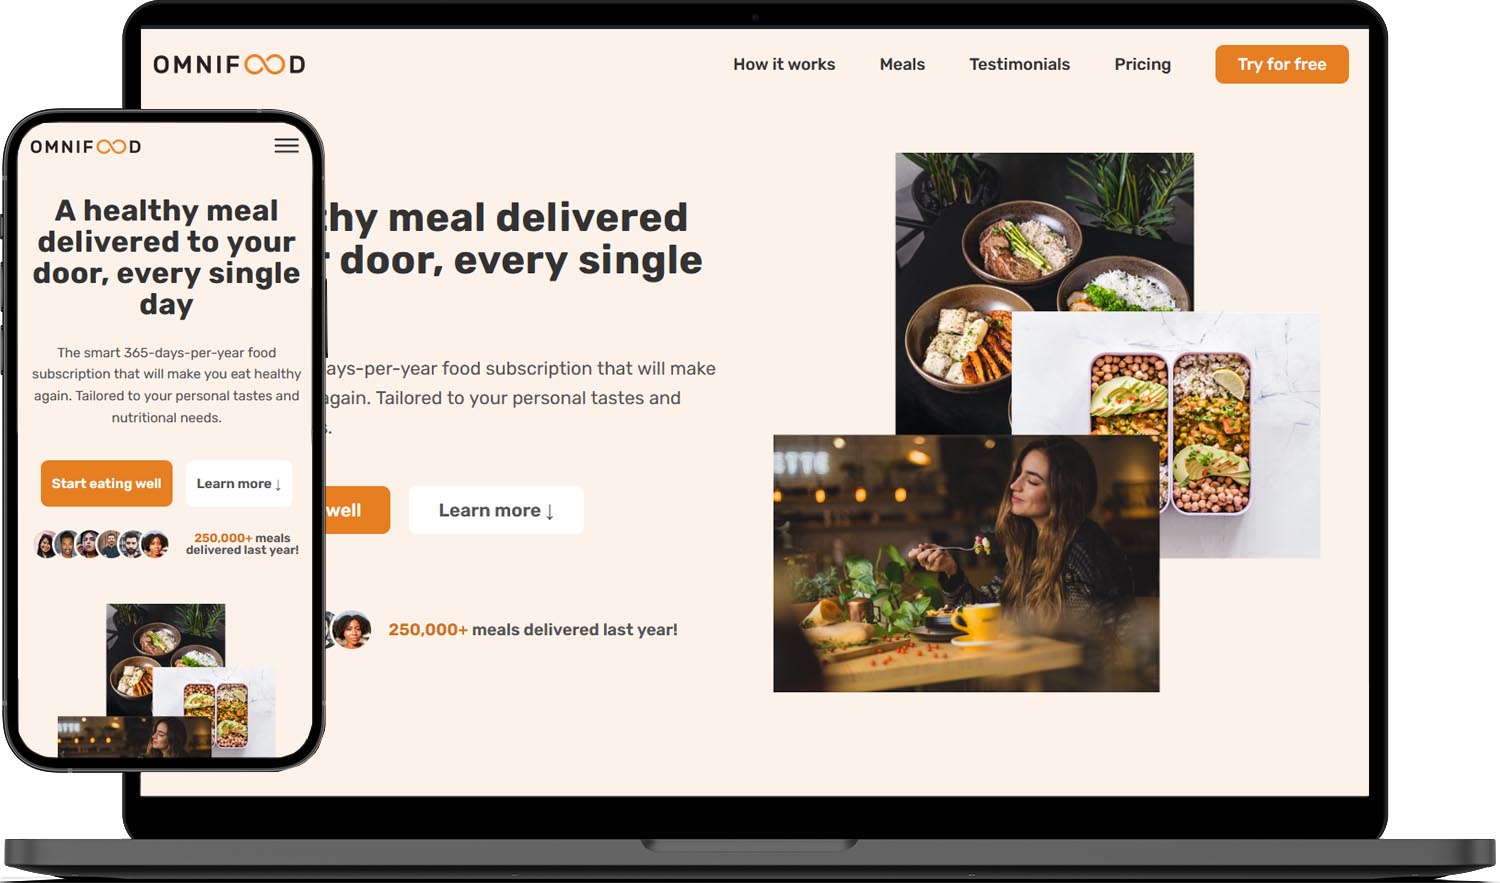 OMNIFOOD
How it works
Meals
Testimonials
Pricing
Try for free
OMNIFOOD
A healthy meal
delivered to your
door, every single
day
The smart 365-days-per-year food
subscription that will make you eat healthy
again. Tailored to your personal tastes and
nutritional needs.
Start eating well
Learn more ↓
250,000+ meals
delivered last year!
thy meal delivered
r door, every single
ays-per-year food subscription that will make
again. Tailored to your personal tastes and
s.
well
Learn more ↓
250,000+ meals delivered last year!